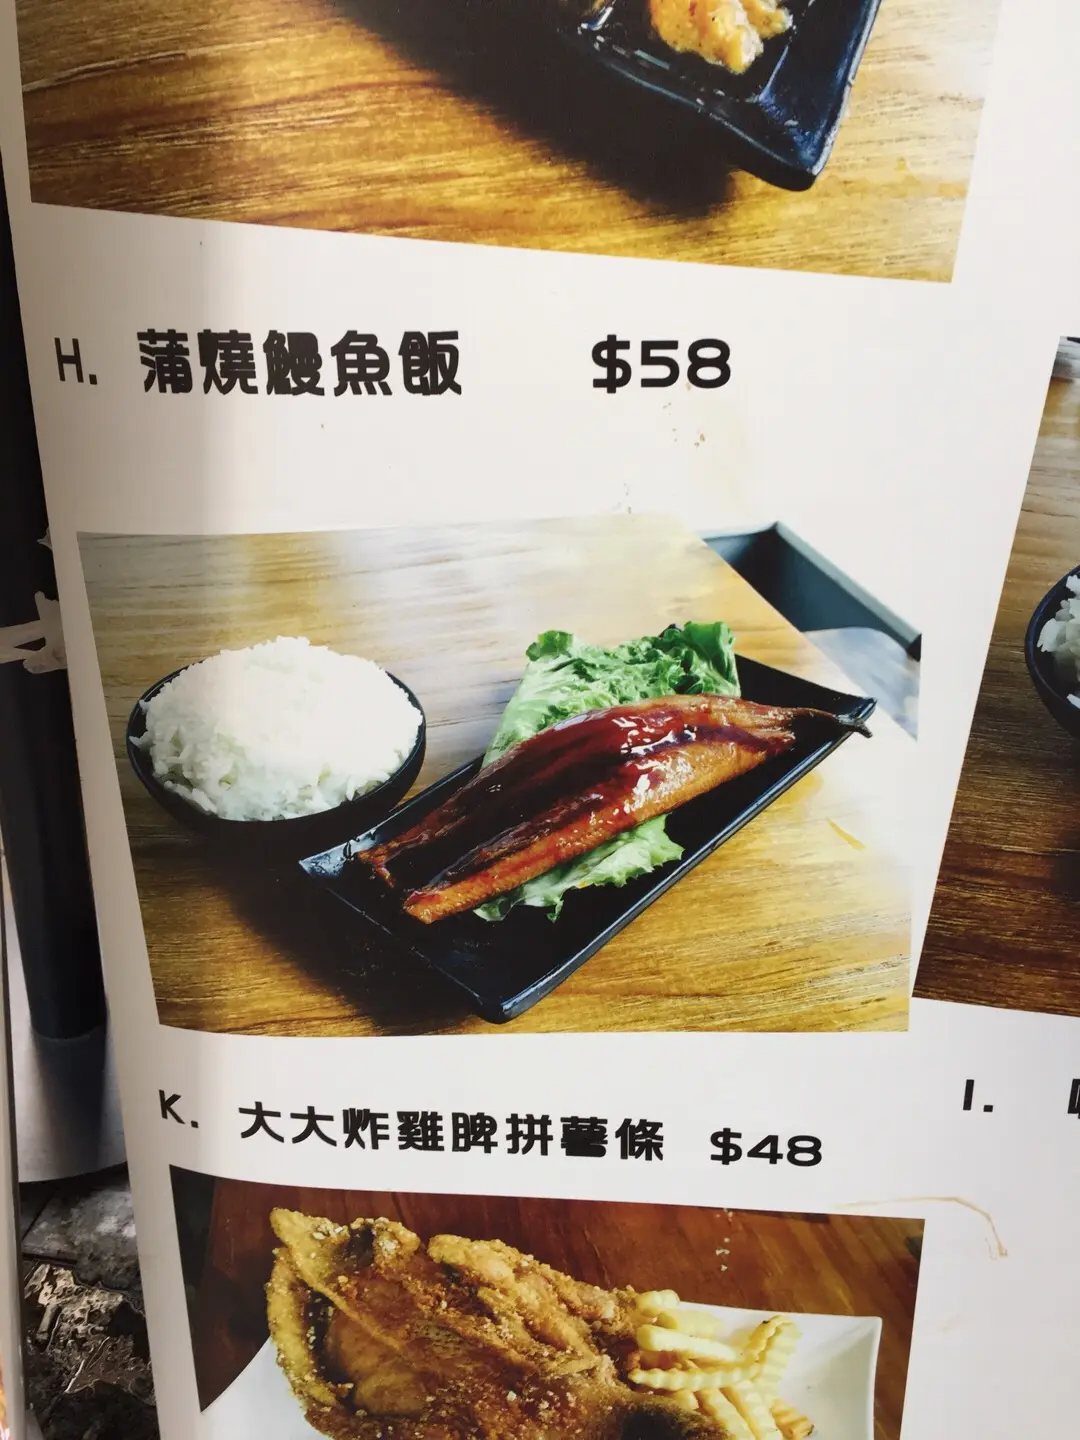 H. 蒲燒鰻魚飯 $58
K. 大大炸雞脾拼薯條 $48
I.